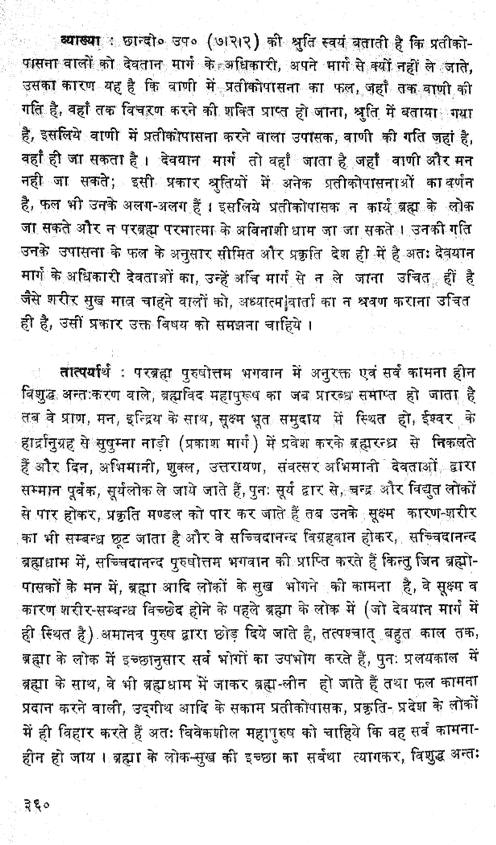 व्याख्या : छान्दो० उप० (७।२।२) की श्रुति स्वयं बताती है कि प्रतीको-
पासना वालों को देवतान मार्ग के अधिकारी, अपने मार्ग से क्यों नहीं ले जाते,
उसका कारण यह है कि वाणी में प्रतीकोपासना का फल, जहाँ तक वाणी की
गति है, वहाँ तक विचरण करने की शक्ति प्राप्त हो जाना, श्रुति में बताया गया
है, इसलिये वाणी में प्रतीकोपासना करने वाला उपासक, वाणी की गति जहां है,
वहाँ ही जा सकता है । देवयान मार्ग तो वहाँ जाता है जहाँ वाणी और मन
नही जा सकते; इसी प्रकार श्रुतियों में अनेक प्रतीकोपासनाओं का वर्णन
है, फल भी उनके अलग-अलग हैं । इसलिये प्रतीकोपासक न कार्य ब्रह्म के लोक
जा सकते और न परब्रह्म परमात्मा के अविनाशी धाम जा जा सकते । उनकी गति
उनके उपासना के फल के अनुसार सीमित और प्रकृति देश ही में है अतः देवयान
मार्ग के अधिकारी देवताओं का, उन्हें अर्चि मार्ग से न ले जाना उचित हीं है
जैसे शरीर सुख मात्र चाहने वालों को, अध्यात्म वार्ता का न श्रवण कराना उचित
ही है, उसीं प्रकार उक्त विषय को समझना चाहिये ।
तात्पर्यार्थ : परब्रह्म पुरुषोत्तम भगवान में अनुरक्त एवं सर्व कामना हीन
विशुद्ध अन्तःकरण वाले, ब्रह्मविद महापुरूष का जब प्रारब्ध समाप्त हो जाता है
तब वे प्राण, मन, इन्द्रिय के साथ, सूक्ष्म भूत समुदाय में स्थित हो, ईश्वर के
हार्द्रानुग्रह से सुषुम्ना नाड़ी (प्रकाश मार्ग) में प्रवेश करके ब्रह्मरन्ध्र से निकलते
हैं और दिन, अभिमानी, शुक्ल, उत्तरायण, संवत्सर अभिमानी देवताओं द्वारा
सम्मान पूर्वक, सूर्यलोक ले जाये जाते हैं, पुनः सूर्य द्वार से, चन्द्र और विद्युत लोकों
से पार होकर, प्रकृति मण्डल को पार कर जाते हैं तब उनके सूक्ष्म कारण-शरीर
का भी सम्बन्ध छूट जाता है और वे सच्चिदानन्द विग्रहवान होकर, सच्चिदानन्द
ब्रह्मधाम में, सच्चिदानन्द पुरुषोत्तम भगवान की प्राप्ति करते हैं किन्तु जिन ब्रह्मो-
पासकों के मन में, ब्रह्मा आदि लोकों के सुख भोगने की कामना है, वे सूक्ष्म व
कारण शरीर-सम्बन्ध विच्छेद होने के पहले ब्रह्मा के लोक में (जो देवयान मार्ग में
ही स्थित है) अमानव पुरुष द्वारा छोड़ दिये जाते है, तत्पश्चात् बहुत काल तक,
ब्रह्मा के लोक में इच्छानुसार सर्व भोगों का उपभोग करते हैं, पुनः प्रलयकाल में
ब्रह्मा के साथ, वे भी ब्रह्मधाम में जाकर ब्रह्म-लीन हो जाते हैं तथा फल कामना
प्रदान करने वाली, उद्‌गीथ आदि के सकाम प्रतीकोपासक, प्रकृति- प्रदेश के लोकों
में ही विहार करते हैं अतः विवेकशील महापुरुष को चाहिये कि वह सर्व कामना-
हीन हो जाय । ब्रह्मा के लोक-सुख की इच्छा का सर्वथा त्यागकर, विशुद्ध अन्तः
३६०